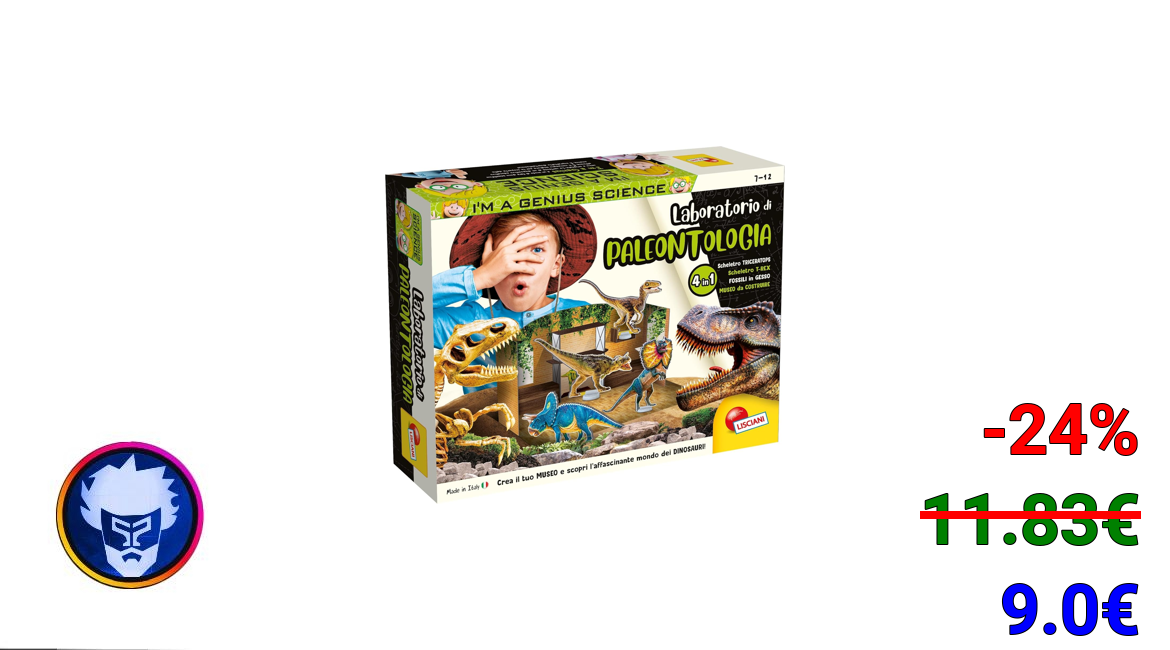 I'M A GENIUS SCIENCE
7-12
Laboratorio di
PALEONTOLOGIA
4 in 1
Scheletro TRICERATOPS
Scheletro T-REX
FOSSILI in GESSO
MUSEO da COSTRUIRE
Laboratorio di
PALEONTOLOGIA
LISCIANI
LISCIANI
Made in Italy
Crea il tuo MUSEO e scopri l'affascinante mondo dei DINOSAURI!
-24%
11.83€
9.0€